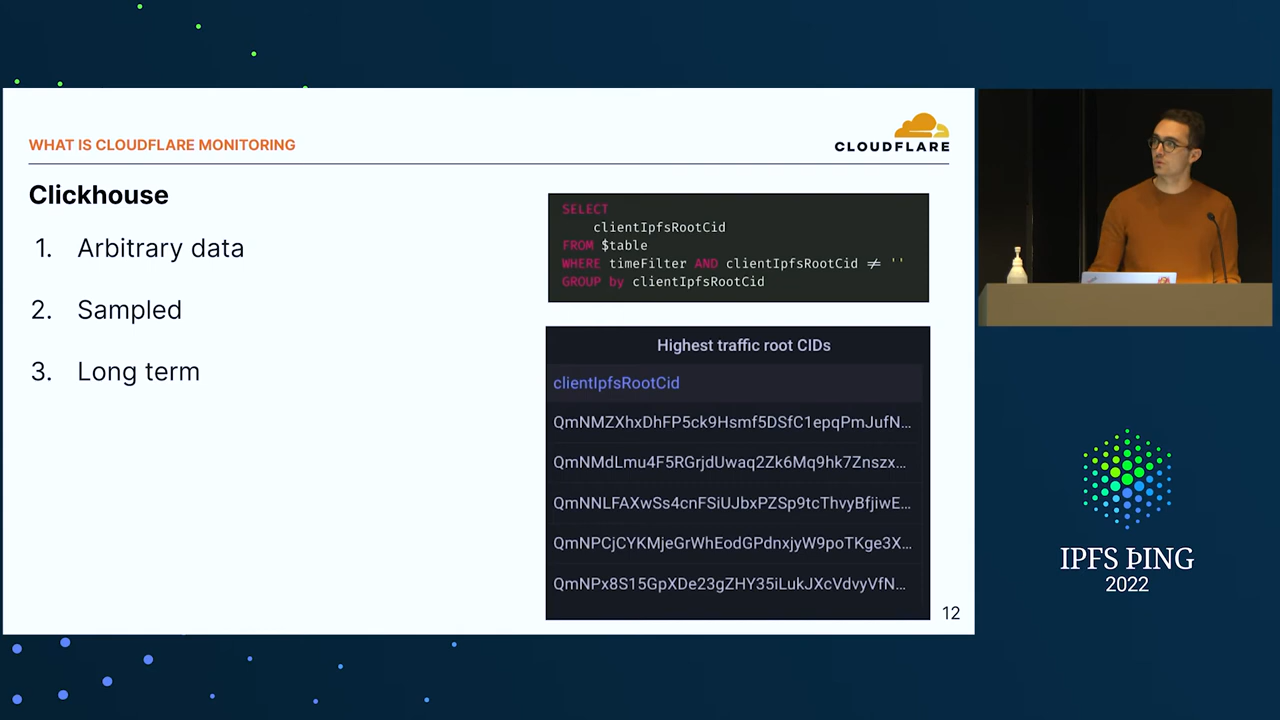 WHAT IS CLOUDFLARE MONITORING
CLOUDFLARE
Clickhouse
1. Arbitrary data
2. Sampled
3. Long term
SELECT
clientIpfsRootCid
FROM $table
WHERE timeFilter AND clientIpfsRootCid ≠ ''
GROUP by clientIpfsRootCid
Highest traffic root CIDs
clientIpfsRootCid
QmNMZXhxDhFP5ck9Hsmf5DSfC1epqPmJufN...
QmNMdLmu4F5RGrjdUwaq2Zk6Mq9hk7Znszx...
QmNNLFAXwSs4cnFSiUJbxPZSp9tcThvyBfjiwE...
QmNPCjCYKMjeGrWhEodGPdnxjyW9poTKge3X...
QmNPx8S15GpXDe23gZHY35iLukJXcVdvyVfN...
12
IPFS ÞING
2022